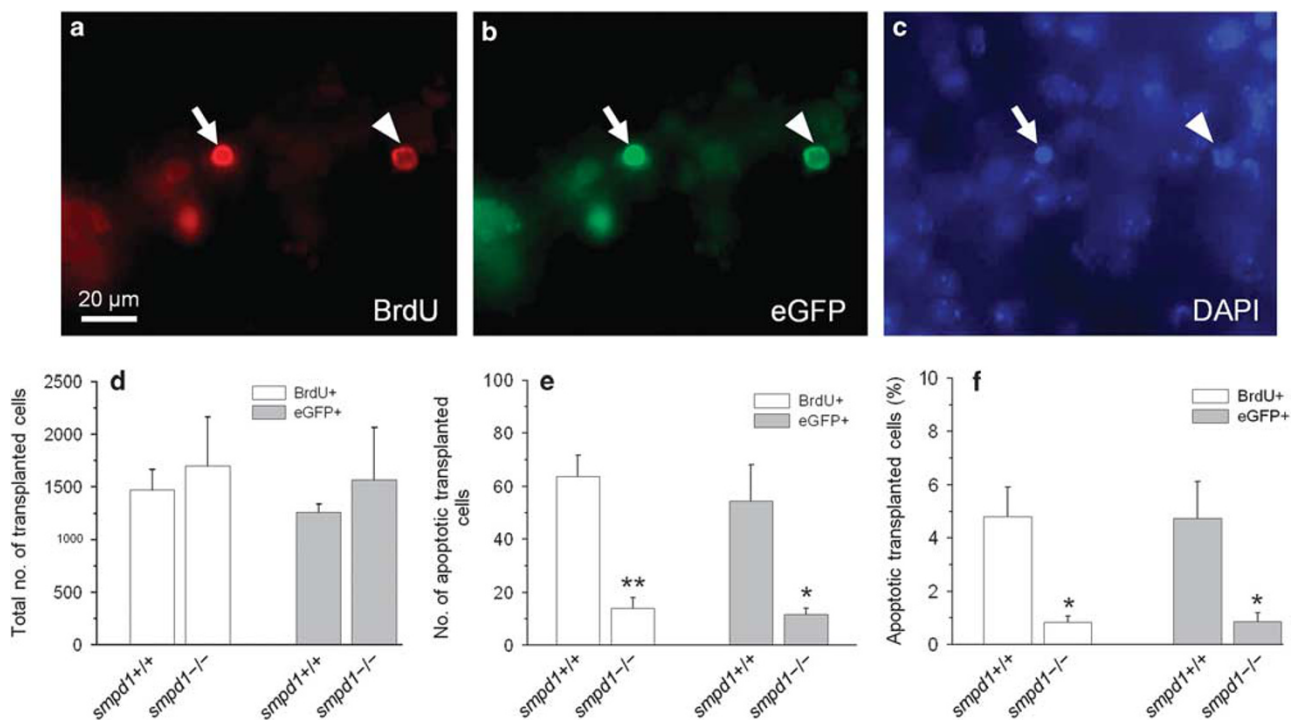 a
b
c
20 µm
BrdU
eGFP
DAPI
d
Total no. of transplanted cells
2500
2000
1500
1000
500
0
BrdU+
eGFP+
smpd1+/+
smpd1–/–
smpd1+/+
smpd1–/–
e
No. of apoptotic transplanted
cells
100
80
60
40
20
0
BrdU+
eGFP+
**
*
smpd1+/+
smpd1–/–
smpd1+/+
smpd1–/–
f
Apoptotic transplanted cells (%)
10
8
6
4
2
0
BrdU+
eGFP+
*
*
smpd1+/+
smpd1–/–
smpd1+/+
smpd1–/–